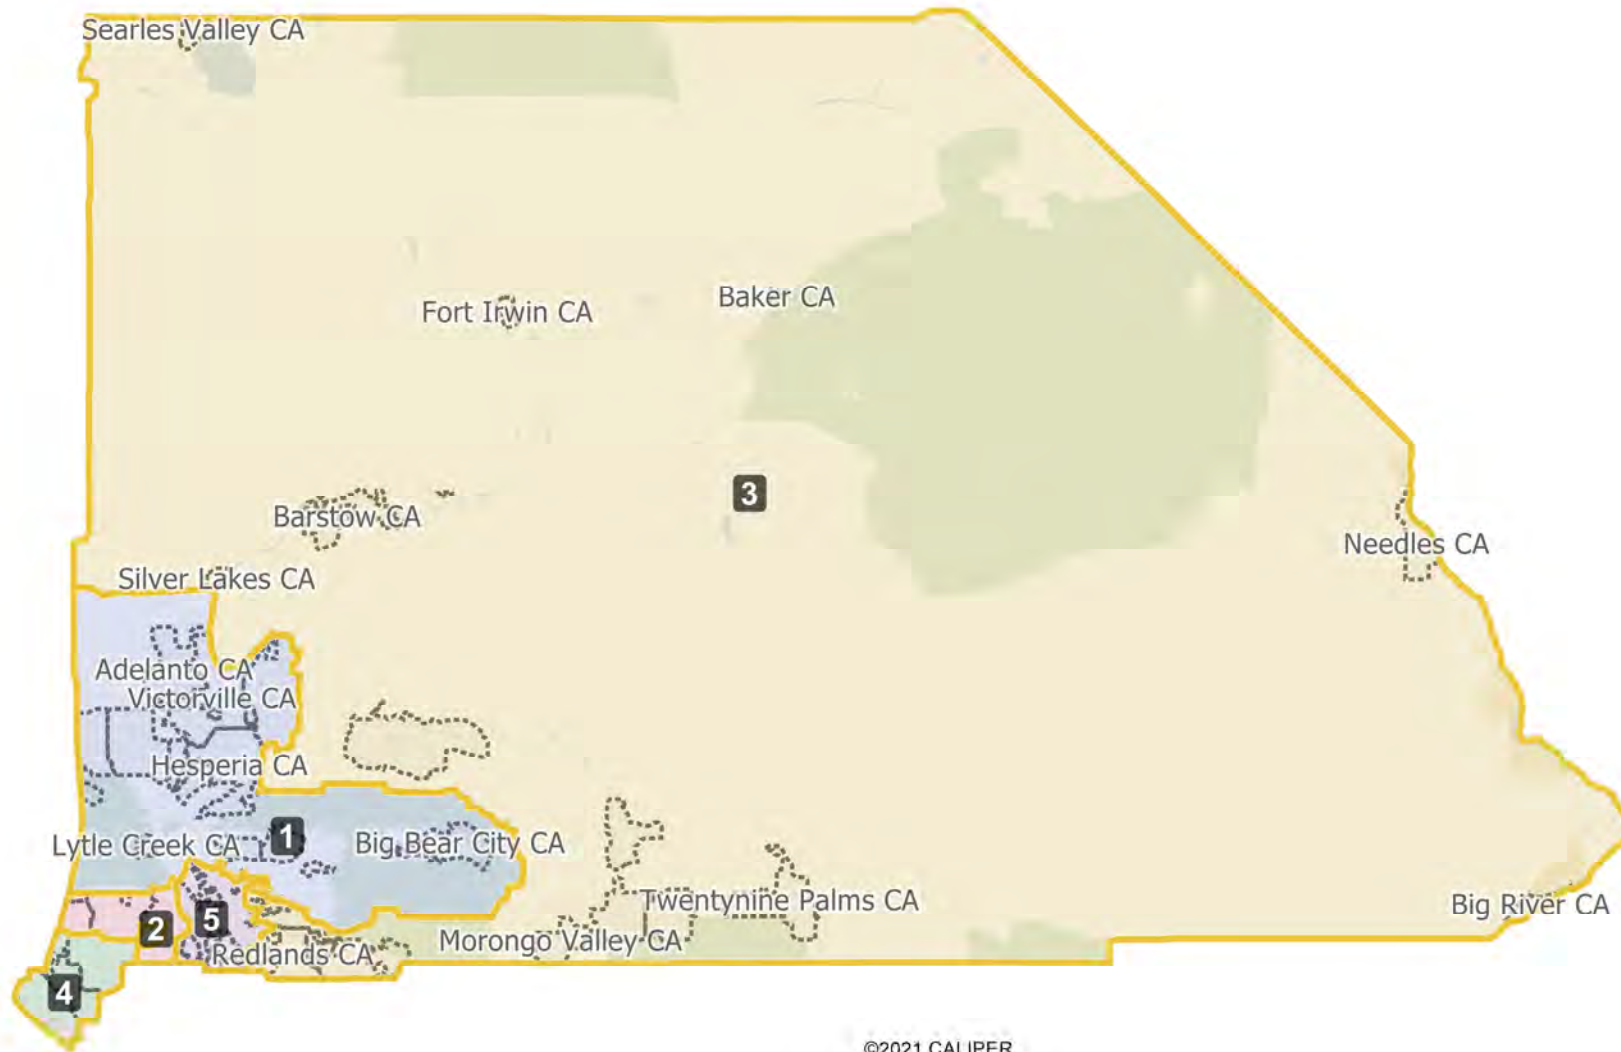 Searles Valley CA
Fort Irwin CA
Baker CA
3
Barstow CA
Needles CA
Silver Lakes CA
Adelanto CA
Victorville CA
Hesperia CA
1
Lytle Creek CA
Big Bear City CA
Twentynine Palms CA
Big River CA
2
5
Morongo Valley CA
Redlands CA
4
©2021 CALIPER